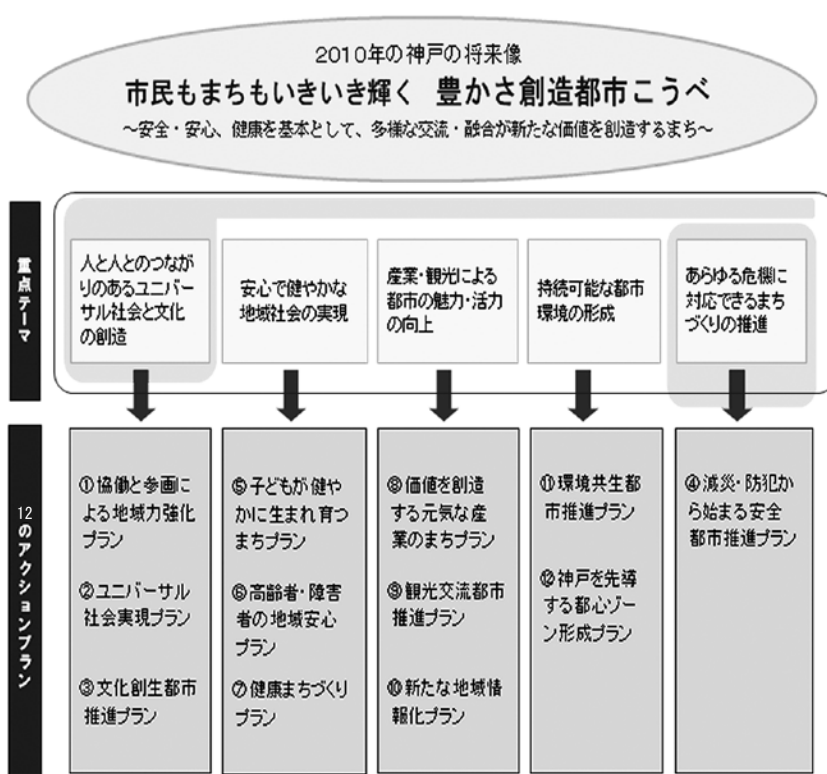 2010年の神戸の将来像
市民もまちもいきいき輝く 豊かさ創造都市こうべ
～安全・安心、健康を基本として、多様な交流・融合が新たな価値を創造するまち～
重点テーマ
人と人とのつなが
りのあるユニバー
サル社会と文化
の創造
安心で健やかな
地域社会の実現
産業・観光による
都市の魅力・活力
の向上
持続可能な都市
環境の形成
あらゆる危機に
対応できるまち
づくりの推進
12のアクションプラン
①協働と参画に
よる地域力強化
プラン
②ユニバーサル
社会実現プラン
③文化創生都市
推進プラン
⑤子どもが健や
かに生まれ育つ
まちプラン
⑥高齢者・障害
者の地域安心
プラン
⑦健康まちづくり
プラン
⑧価値を創造
する元気な産
業のまちプラン
⑨観光交流都市
推進プラン
⑩新たな地域情
報化プラン
⑪環境共生都
市推進プラン
⑫神戸を先導
する都心ゾー
ン形成プラン
④減災・防犯か
ら始まる安全
都市推進プラン